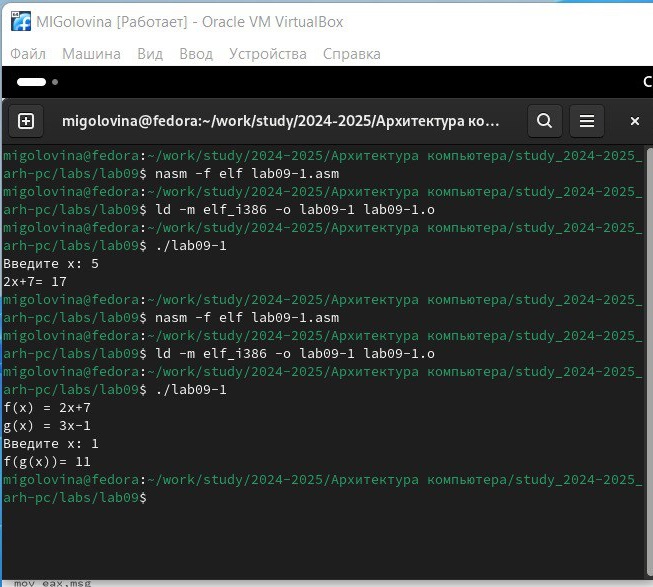 MIGolovina [Работает] - Oracle VM VirtualBox
Файл Машина Вид Ввод Устройства Справка
С
migolovina@fedora:~/work/study/2024-2025/Архитектура ко...
migolovina@fedora:~/work/study/2024-2025/Архитектура компьютера/study_2024-2025_
arh-pc/labs/lab09$ nasm -f elf lab09-1.asm
migolovina@fedora:~/work/study/2024-2025/Архитектура компьютера/study_2024-2025_
arh-pc/labs/lab09$ ld -m elf_i386 -o lab09-1 lab09-1.o
migolovina@fedora:~/work/study/2024-2025/Архитектура компьютера/study_2024-2025_
arh-pc/labs/lab09$ ./lab09-1
Введите x: 5
2x+7= 17
migolovina@fedora:~/work/study/2024-2025/Архитектура компьютера/study_2024-2025_
arh-pc/labs/lab09$ nasm -f elf lab09-1.asm
migolovina@fedora:~/work/study/2024-2025/Архитектура компьютера/study_2024-2025_
arh-pc/labs/lab09$ ld -m elf_i386 -o lab09-1 lab09-1.o
migolovina@fedora:~/work/study/2024-2025/Архитектура компьютера/study_2024-2025_
arh-pc/labs/lab09$ ./lab09-1
f(x) = 2x+7
g(x) = 3x-1
Введите x: 1
f(g(x))= 11
migolovina@fedora:~/work/study/2024-2025/Архитектура компьютера/study_2024-2025_
arh-pc/labs/lab09$
mov eax,msg